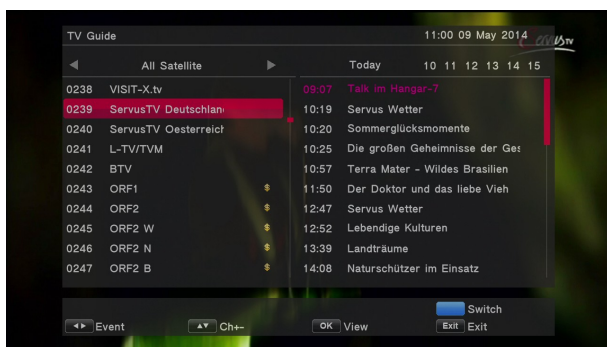 TV Guide 11:00 09 May 2014
ServusTV
All Satellite Today 10 11 12 13 14 15
0238 VISIT-X.tv 09:07 Talk im Hangar-7
0239 ServusTV Deutschlan 10:19 Servus Wetter
0240 ServusTV Oesterreich 10:20 Sommerglücksmomente
0241 L-TV/TVM 10:25 Die großen Geheimnisse der Ges
0242 BTV 10:57 Terra Mater - Wildes Brasilien
0243 ORF1 $ 11:50 Der Doktor und das liebe Vieh
0244 ORF2 $ 12:47 Servus Wetter
0245 ORF2 W $ 12:52 Lebendige Kulturen
0246 ORF2 N $ 13:39 Landträume
0247 ORF2 B $ 14:08 Naturschützer im Einsatz
Switch
Event Ch+- OK View Exit Exit